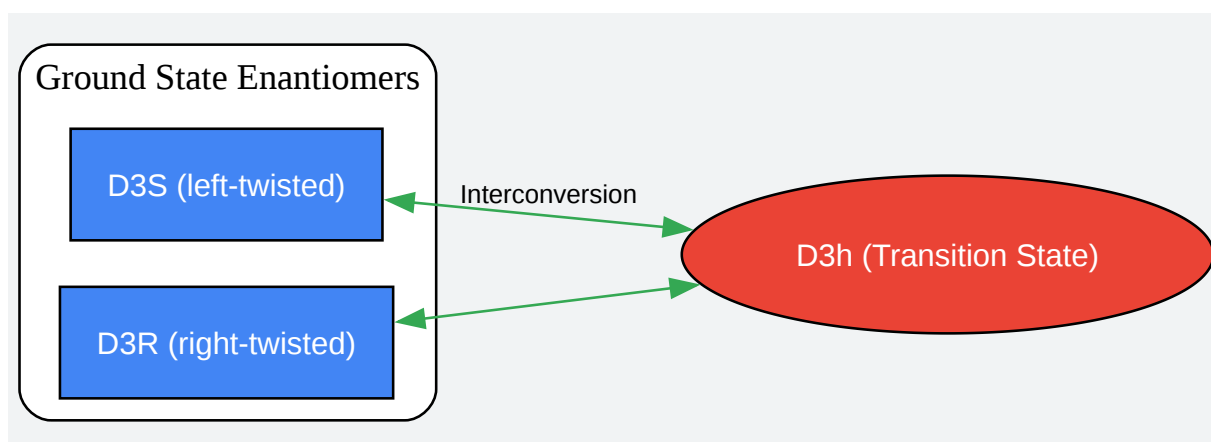 Ground State Enantiomers
D3S (left-twisted)
Interconversion
D3h (Transition State)
D3R (right-twisted)